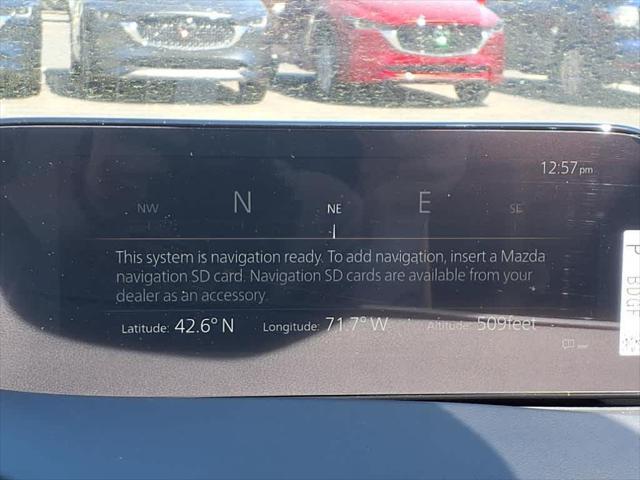 12:57pm
NW N NE E SE
This system is navigation ready. To add navigation, insert a Mazda
navigation SD card. Navigation SD cards are available from your
dealer as an accessory.
Latitude: 42.6° N Longitude: 71.7° W Altitude: 509feet